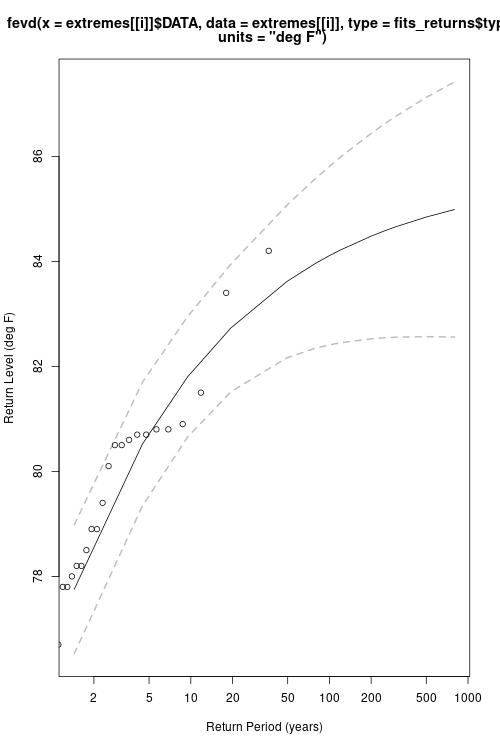 fevd(x = extremes[[i]]$DATA, data = extremes[[i]], type = fits_returns$typ
units = "deg F")
86
84
82
80
78
Return Level (deg F)
2 5 10 20 50 100 200 500 1000
Return Period (years)